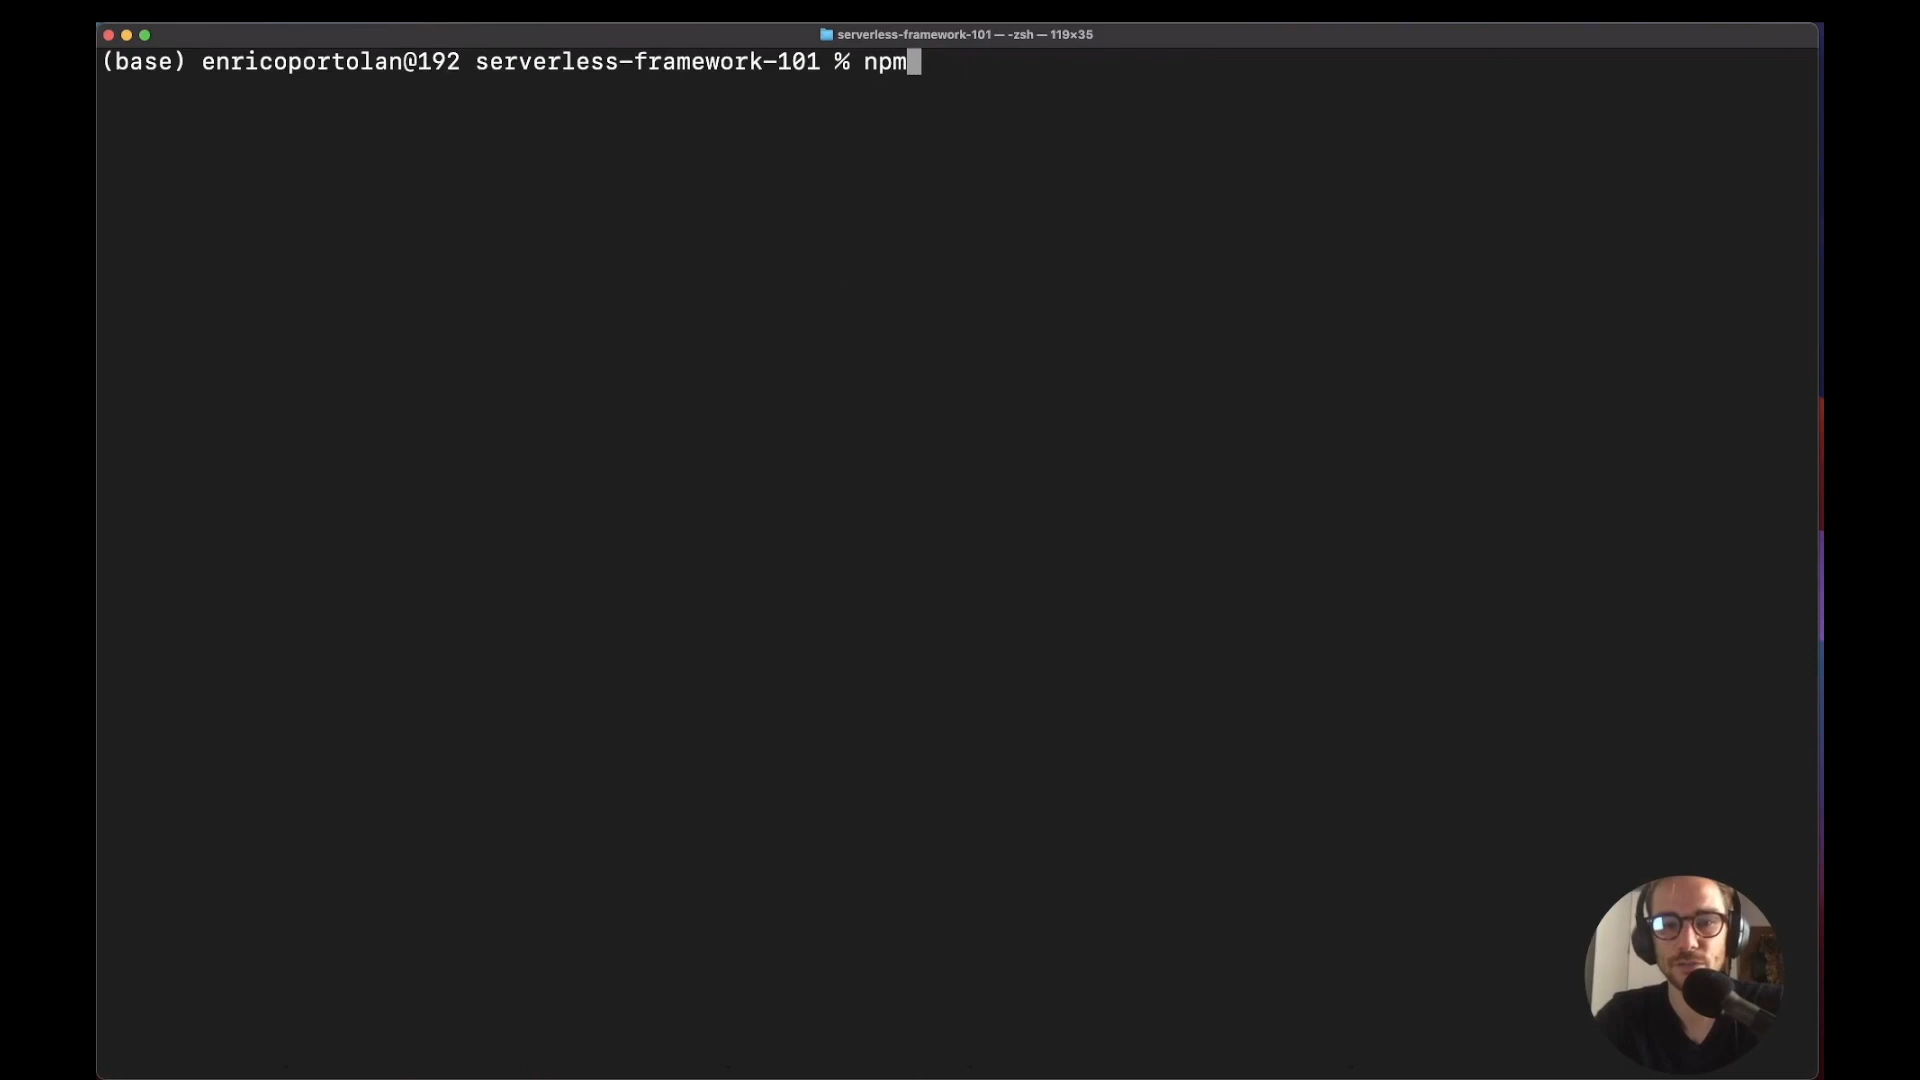 serverless-framework-101 — -zsh — 119×35
(base) enricoportolan@192 serverless-framework-101 % npm